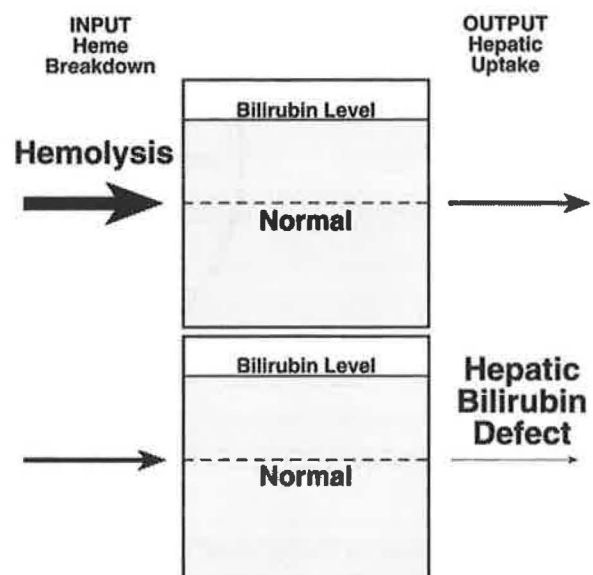 INPUT
Heme
Breakdown
OUTPUT
Hepatic
Uptake
Bilirubin Level
Hemolysis
Normal
Bilirubin Level
Hepatic
Bilirubin
Defect
Normal